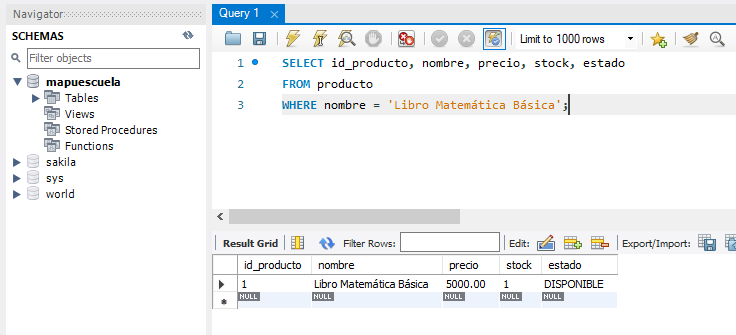 Navigator
Query 1
SCHEMAS
Filter objects
mapuescuela
Tables
Views
Stored Procedures
Functions
sakila
sys
world
Limit to 1000 rows
1 SELECT id_producto, nombre, precio, stock, estado
2 FROM producto
3 WHERE nombre = 'Libro Matemática Básica';
Result Grid Filter Rows: Edit: Export/Import:
id_producto nombre precio stock estado
1 Libro Matemática Básica 5000.00 1 DISPONIBLE
NULL NULL NULL NULL NULL